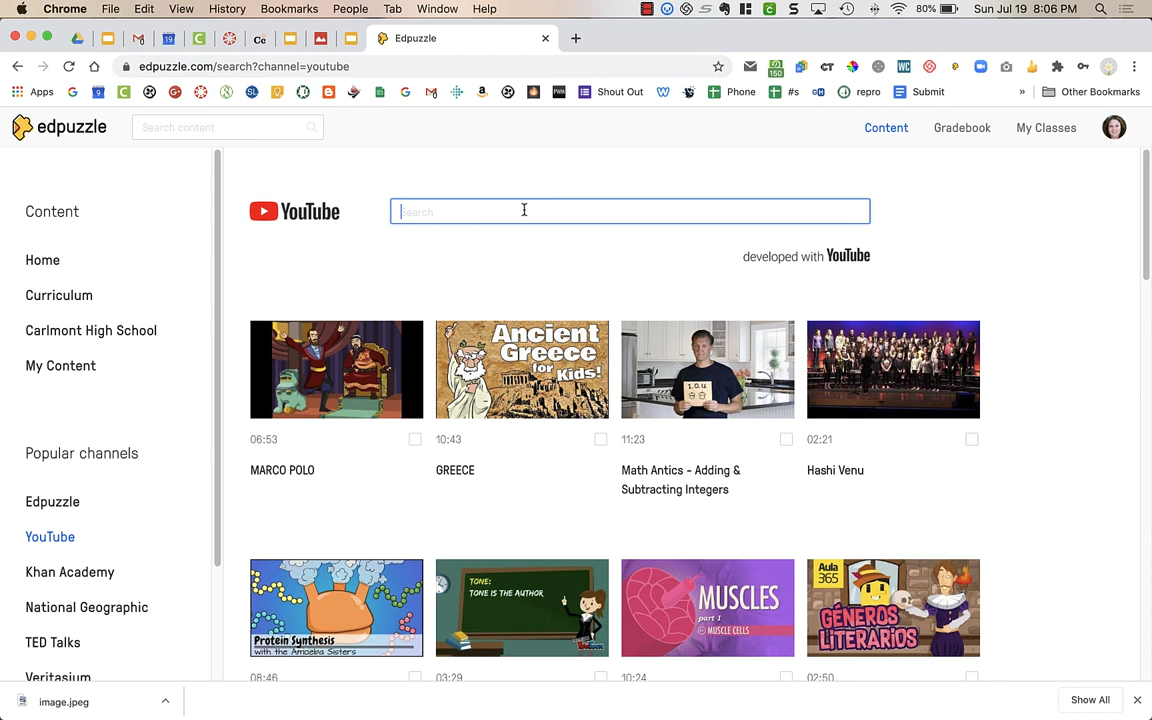 Chrome File Edit View History Bookmarks People Tab Window Help 80% Sun Jul 19 8:06 PM
Edpuzzle
edpuzzle.com/search?channel=youtube
Apps Shout Out Phone #s repro Submit » Other Bookmarks
edpuzzle Search content Content Gradebook My Classes
Content
Home
Curriculum
Carlmont High School
My Content
Popular channels
Edpuzzle
YouTube
Khan Academy
National Geographic
TED Talks
Veritasium
YouTube Search
developed with YouTube
Ancient
Greece
for Kids!
I.O.U.
06:53 10:43 11:23 02:21
MARCO POLO
GREECE
Math Antics - Adding &
Subtracting Integers
Hashi Venu
Protein Synthesis
with the Amoeba Sisters
TONE:
TONE IS THE AUTHOR
MUSCLES
part 1
MUSCLE CELLS
Aula
365
GÉNEROS
LITERARIOS
08:46 03:29 10:24 02:50
image.jpeg Show All